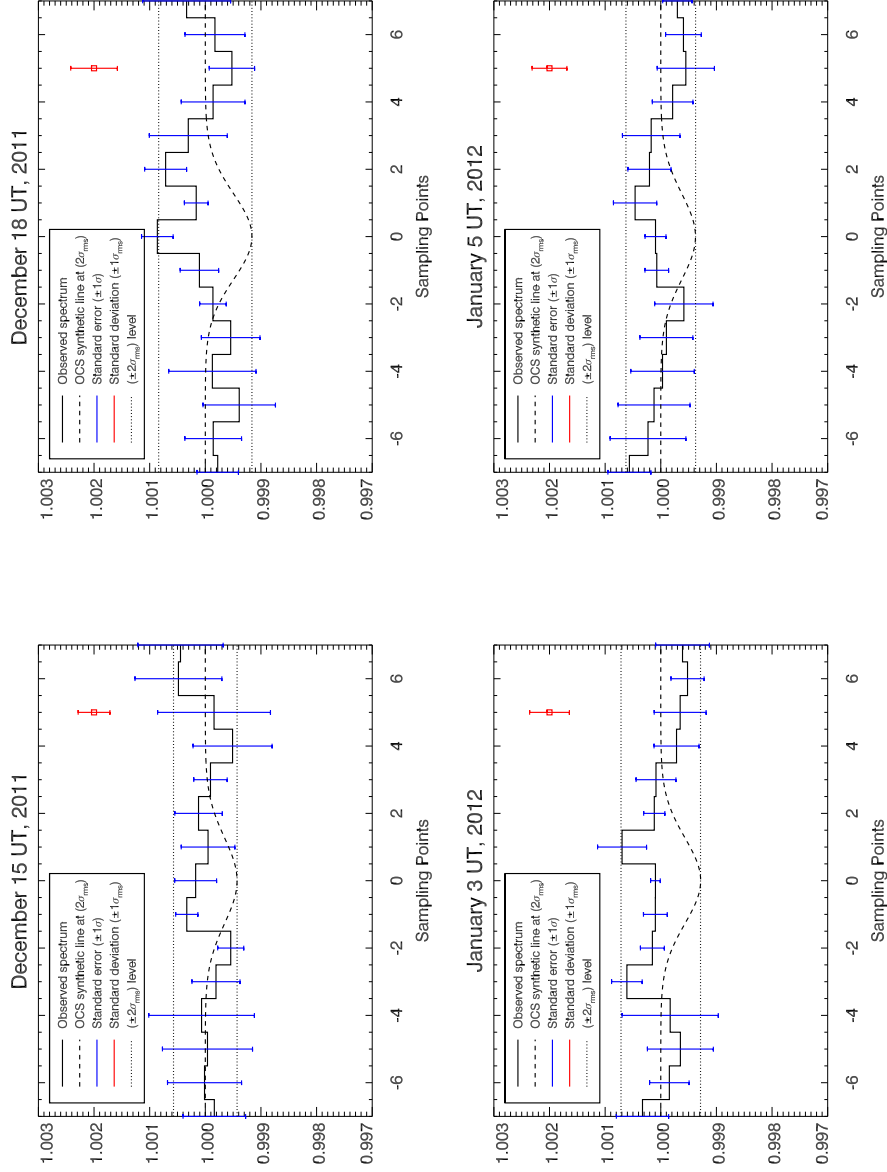 December 15 UT, 2011
Observed spectrum
OCS synthetic line at (2σrms)
Standard error (±1σ)
Standard deviation (±1σrms)
(±2σrms) level
1.003
1.002
1.001
1.000
0.999
0.998
0.997
-6 -4 -2 0 2 4 6
Sampling Points
December 18 UT, 2011
Observed spectrum
OCS synthetic line at (2σrms)
Standard error (±1σ)
Standard deviation (±1σrms)
(±2σrms) level
1.003
1.002
1.001
1.000
0.999
0.998
0.997
-6 -4 -2 0 2 4 6
Sampling Points
January 3 UT, 2012
Observed spectrum
OCS synthetic line at (2σrms)
Standard error (±1σ)
Standard deviation (±1σrms)
(±2σrms) level
1.003
1.002
1.001
1.000
0.999
0.998
0.997
-6 -4 -2 0 2 4 6
Sampling Points
January 5 UT, 2012
Observed spectrum
OCS synthetic line at (2σrms)
Standard error (±1σ)
Standard deviation (±1σrms)
(±2σrms) level
1.003
1.002
1.001
1.000
0.999
0.998
0.997
-6 -4 -2 0 2 4 6
Sampling Points